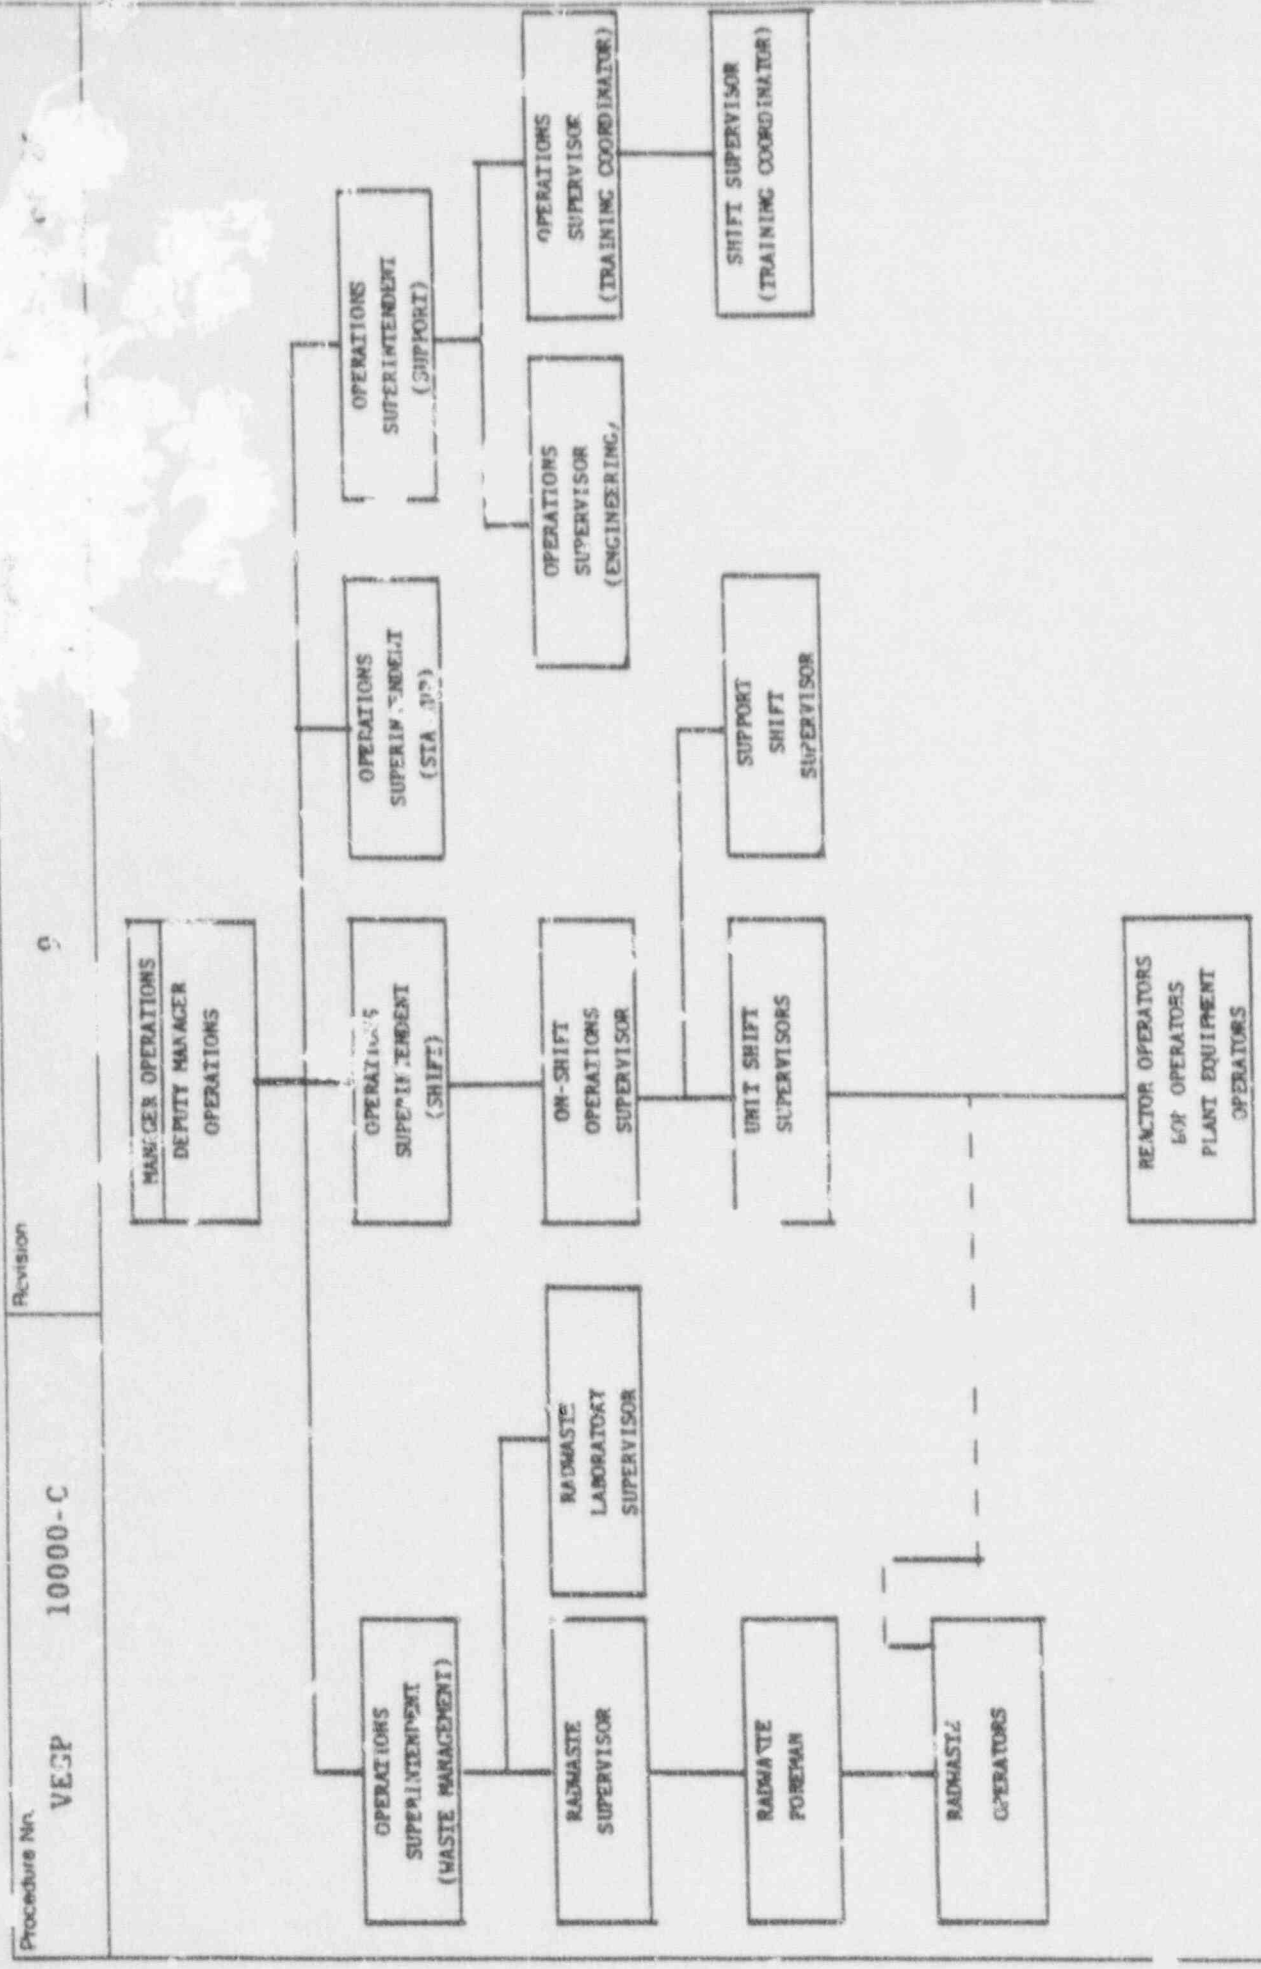 Procedure No.
VEGP 10000-C
Revision
9
MANAGER OPERATIONS
DEPUTY MANAGER
OPERATIONS
OPERATIONS
SUPERINTENDENT
(WASTE MANAGEMENT)
OPERATIONS
SUPERINTENDENT
(SHIFT)
OPERATIONS
OPERATIONS
SUPERINTENDENT
(SUPPORT)
RADWASTE
SUPERVISOR
RADWASTE
LABORATORY
SUPERVISOR
ON-SHIFT
OPERATIONS
SUPERVISOR
OPERATIONS
SUPERVISOR
(ENGINEERING)
OPERATIONS
SUPERVISOR
(TRAINING COORDINATOR)
RADWASTE
FOREMAN
UNIT SHIFT
SUPERVISORS
SUPPORT
SHIFT
SUPERVISOR
SHIFT SUPERVISOR
(TRAINING COORDINATOR)
RADWASTE
OPERATORS
REACTOR OPERATORS
BOP OPERATORS
PLANT EQUIPMENT
OPERATORS